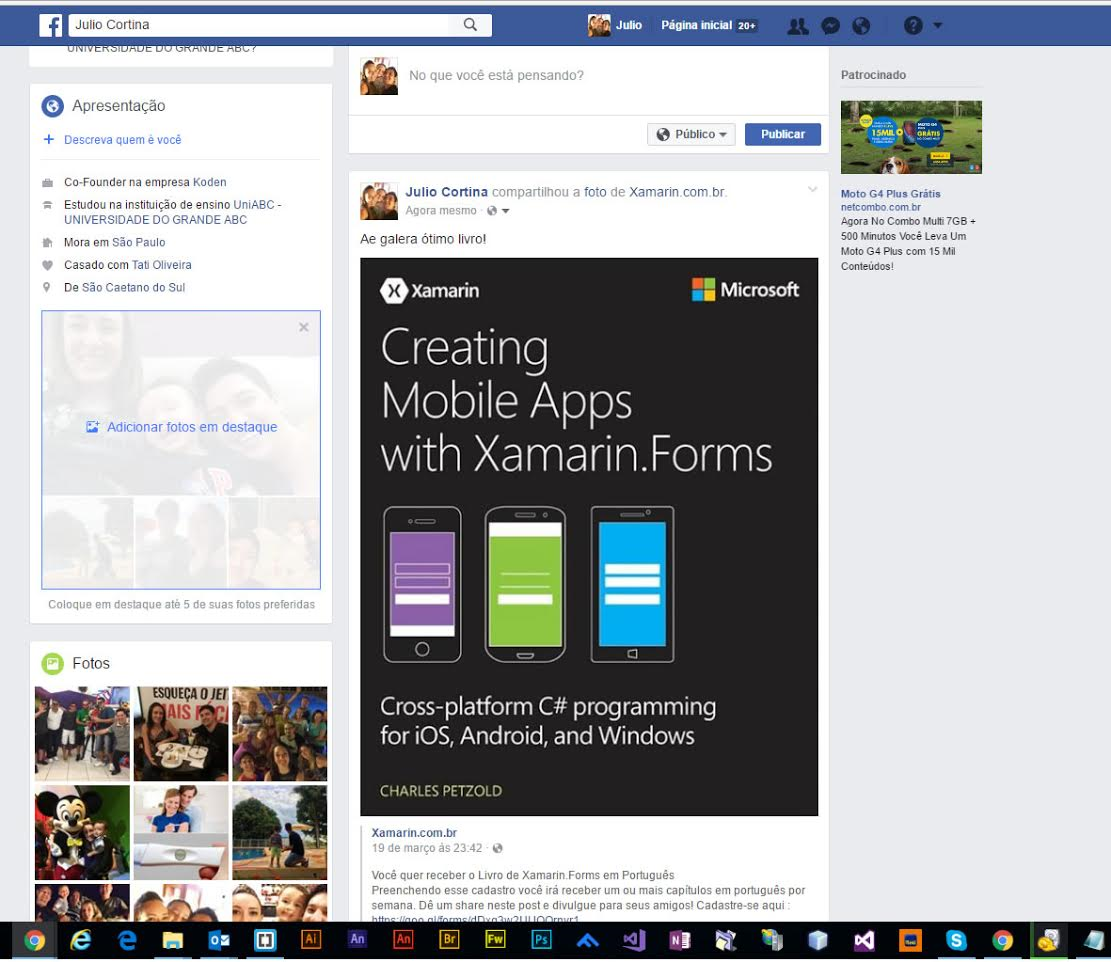 Julio Cortina
Julio
Página inicial 20+
UNIVERSIDADE DO GRANDE ABC?
Apresentação
Descreva quem é você
Co-Founder na empresa Koden
Estudou na instituição de ensino UniABC -
UNIVERSIDADE DO GRANDE ABC
Mora em São Paulo
Casado com Tati Oliveira
De São Caetano do Sul
Adicionar fotos em destaque
Coloque em destaque até 5 de suas fotos preferidas
Fotos
ESQUEÇA O JEI
MAIS FÁC
No que você está pensando?
Público
Publicar
Julio Cortina compartilhou a foto de Xamarin.com.br.
Agora mesmo ·
Ae galera ótimo livro!
Xamarin
Microsoft
Creating
Mobile Apps
with Xamarin.Forms
Cross-platform C# programming
for iOS, Android, and Windows
CHARLES PETZOLD
Xamarin.com.br
19 de março às 23:42 ·
Você quer receber o Livro de Xamarin.Forms em Português
Preenchendo esse cadastro você irá receber um ou mais capítulos em português por
semana. Dê um share neste post e divulgue para seus amigos! Cadastre-se aqui :
Patrocinado
15MIL
MOTO G4
GRÁTIS
Moto G4 Plus Grátis
netcombo.com.br
Agora No Combo Multi 7GB +
500 Minutos Você Leva Um
Moto G4 Plus com 15 Mil
Conteúdos!
Ai
An
An
Br
Fw
Ps